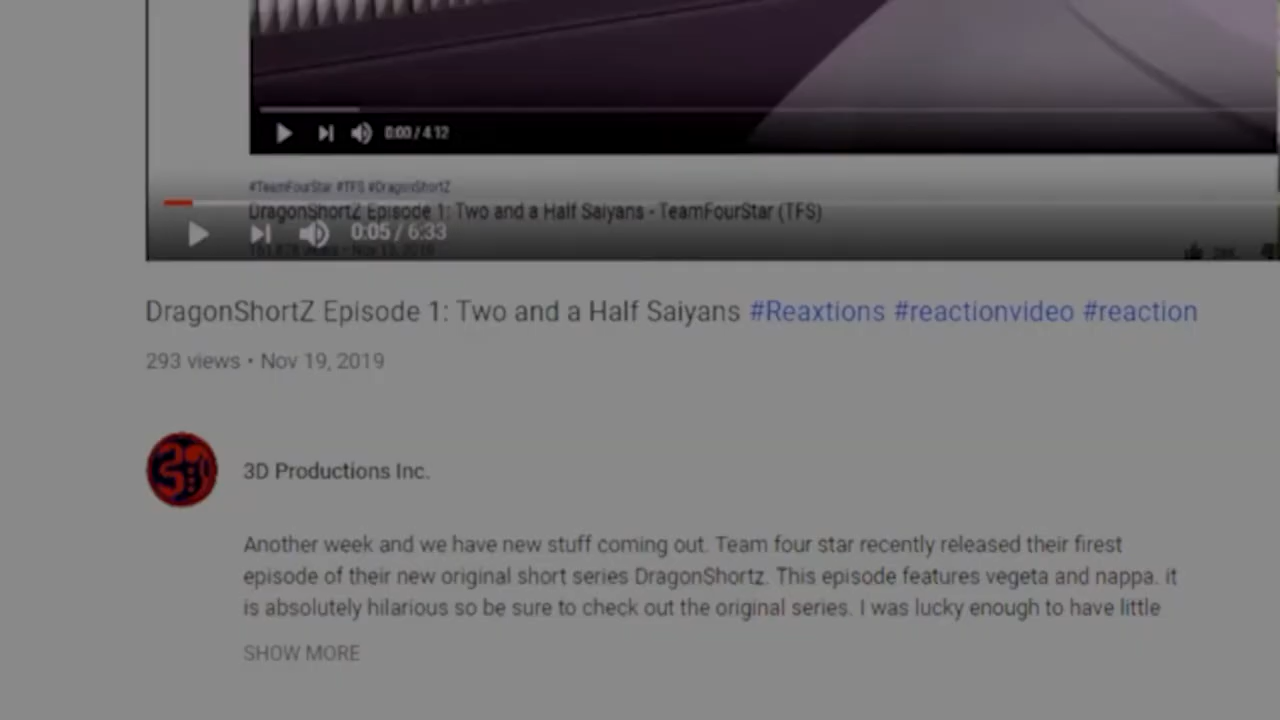 0:00 / 4:12
#TeamFourStar #TFS #DragonShortZ
DragonShortZ Episode 1: Two and a Half Saiyans - TeamFourStar (TFS)
0:05 / 6:33
DragonShortZ Episode 1: Two and a Half Saiyans #Reaxtions #reactionvideo #reaction
293 views • Nov 19, 2019
3D Productions Inc.
Another week and we have new stuff coming out. Team four star recently released their firest
episode of their new original short series DragonShortz. This episode features vegeta and nappa. it
is absolutely hilarious so be sure to check out the original series. I was lucky enough to have little
SHOW MORE